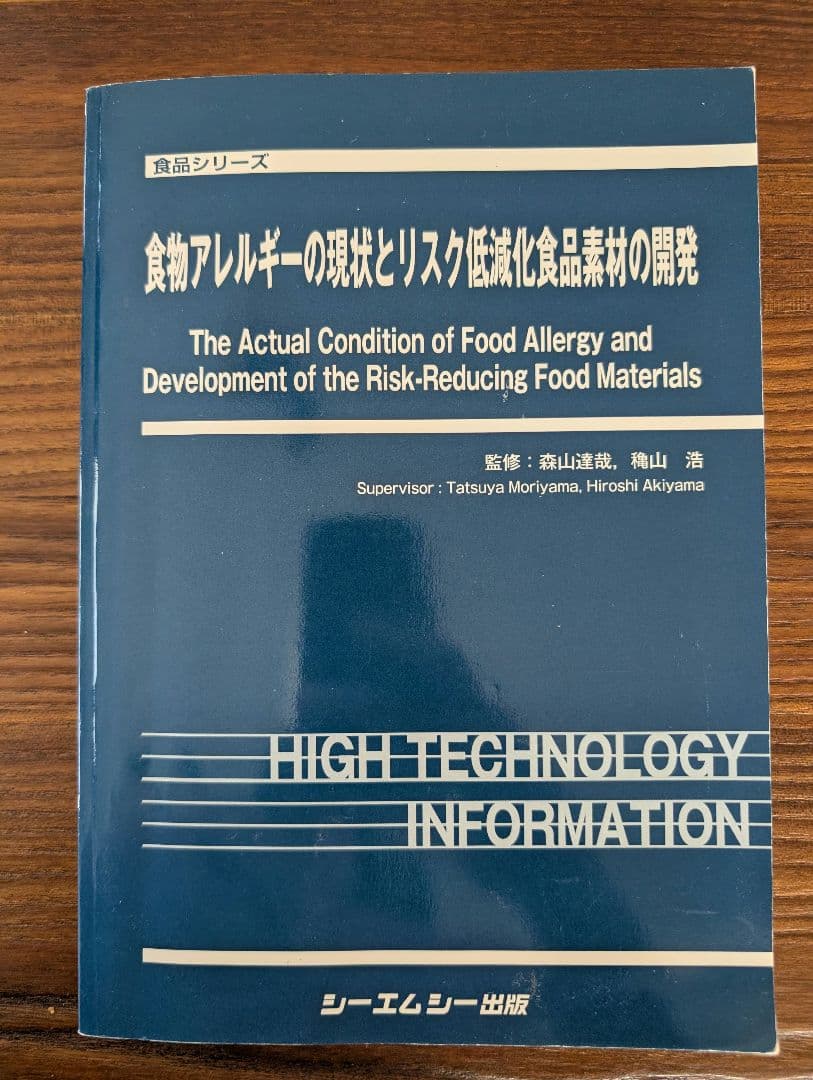 食品シリーズ
食物アレルギーの現状とリスク低減化食品素材の開発
The Actual Condition of Food Allergy and
Development of the Risk-Reducing Food Materials
監修：森山達哉，穐山　浩
Supervisor : Tatsuya Moriyama, Hiroshi Akiyama
HIGH TECHNOLOGY
INFORMATION
シーエムシー出版